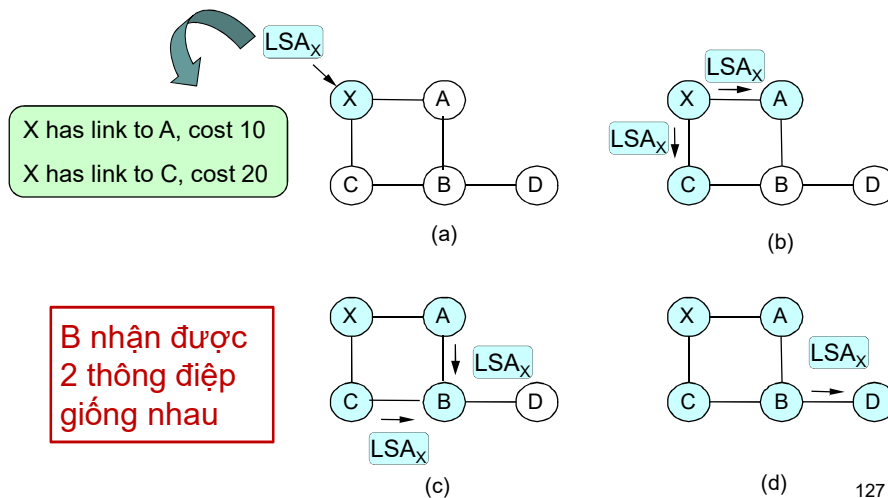 LSAX
X has link to A, cost 10
X has link to C, cost 20
X
A
C
B
D
(a)
LSAX
X
A
LSAX
C
B
D
(b)
B nhận được
2 thông điệp
giống nhau
X
A
LSAX
C
B
D
LSAX
(c)
X
A
LSAX
C
B
D
(d)
127